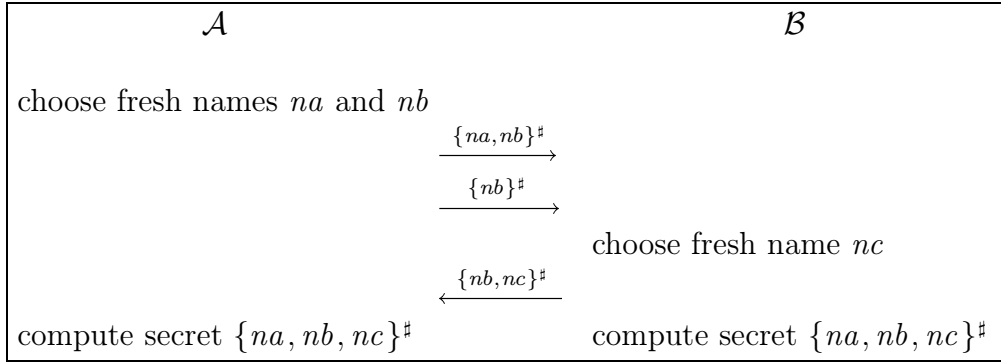 𝒜 ℬ
choose fresh names na and nb
{na, nb}♯
{nb}♯
choose fresh name nc
{nb, nc}♯
compute secret {na, nb, nc}♯ compute secret {na, nb, nc}♯